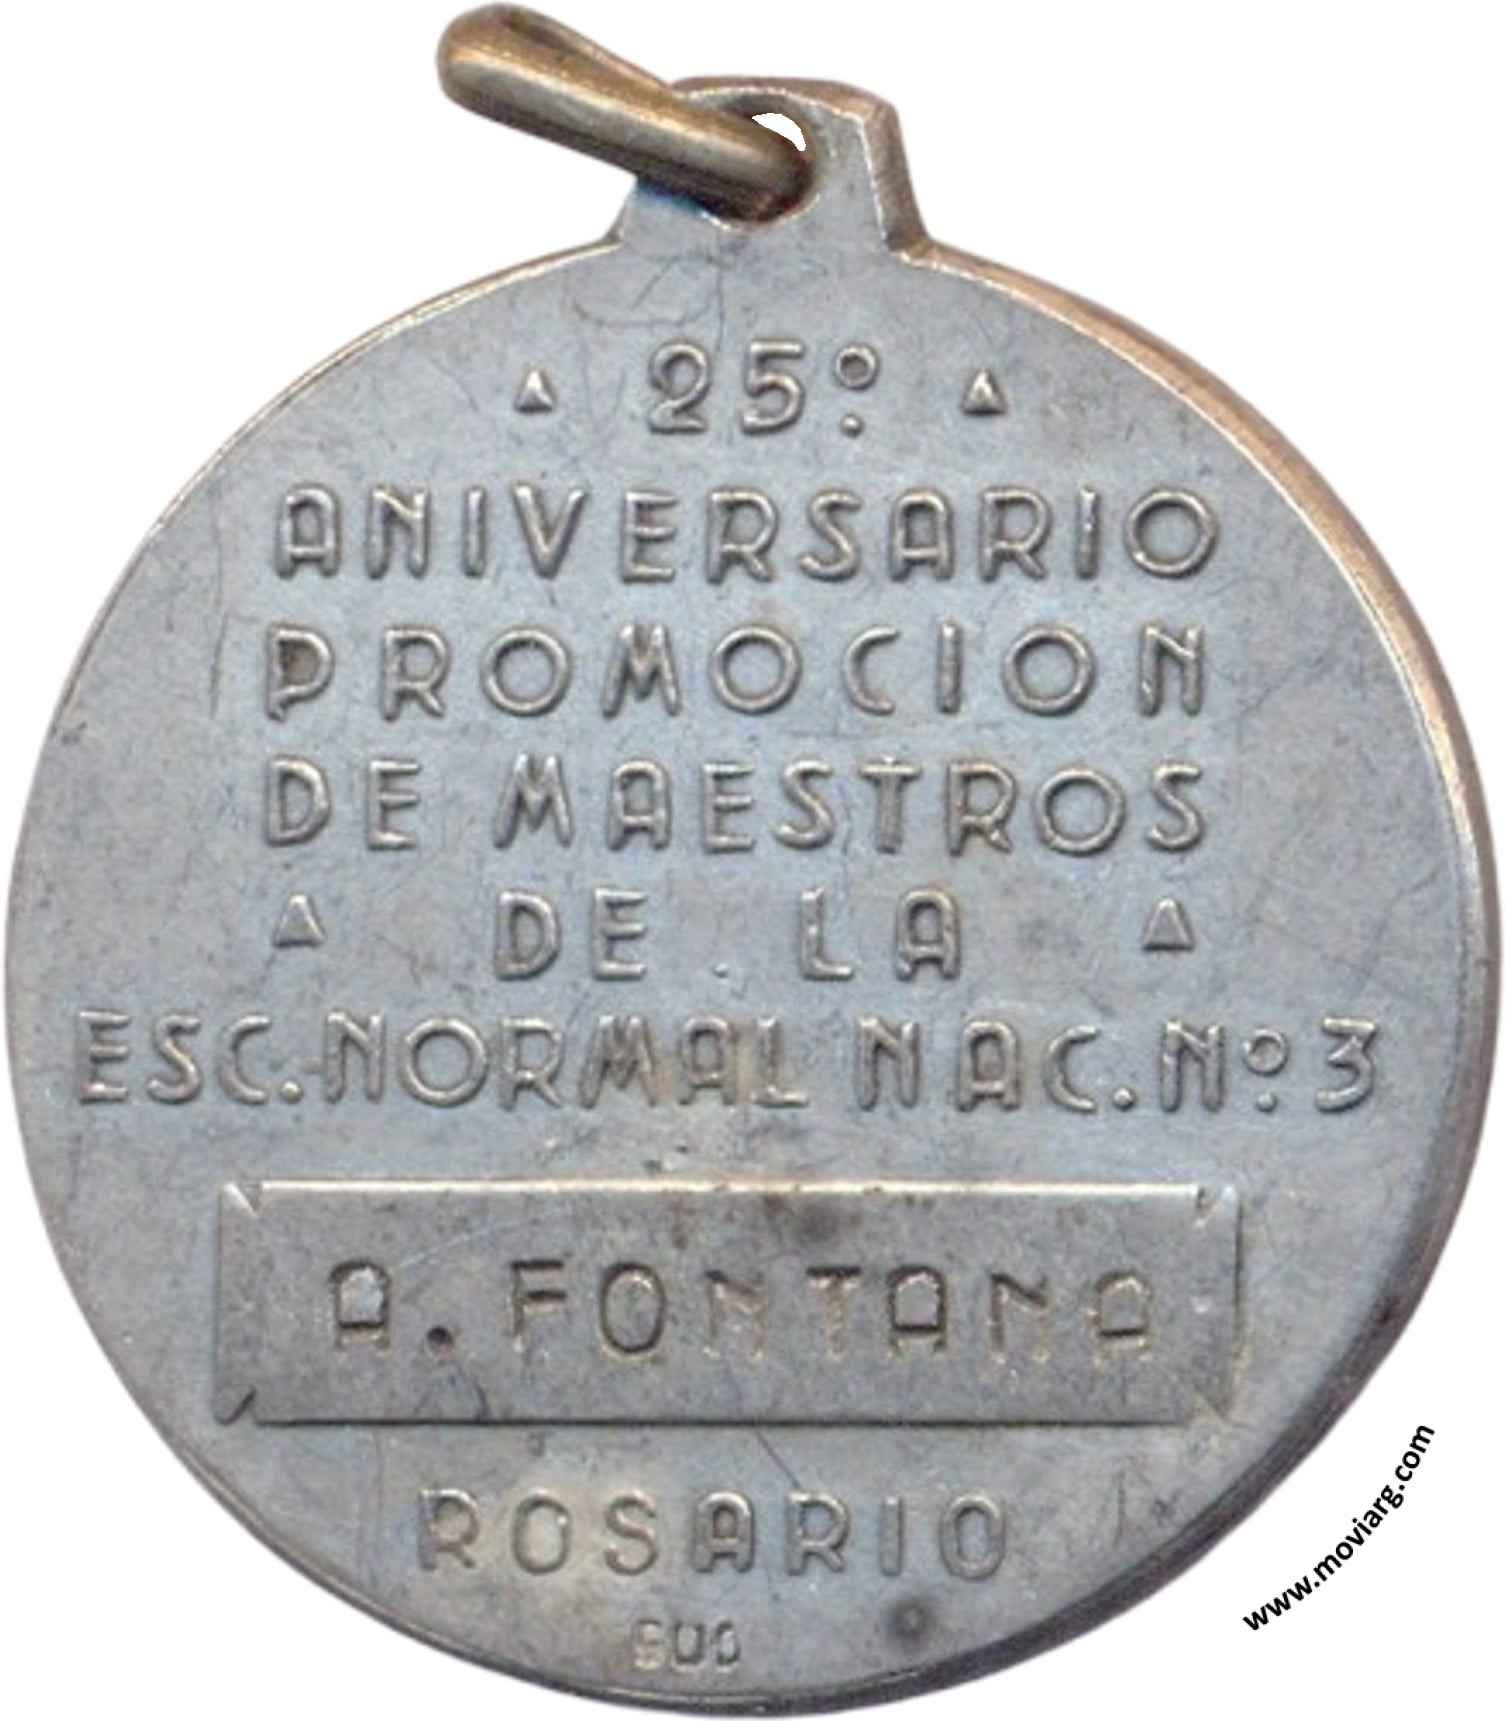 25º
ANIVERSARIO
PROMOCION
DE MAESTROS
DE LA
ESC. NORMAL NAC. Nº 3
A. FONTANA
ROSARIO
www.moviarg.com